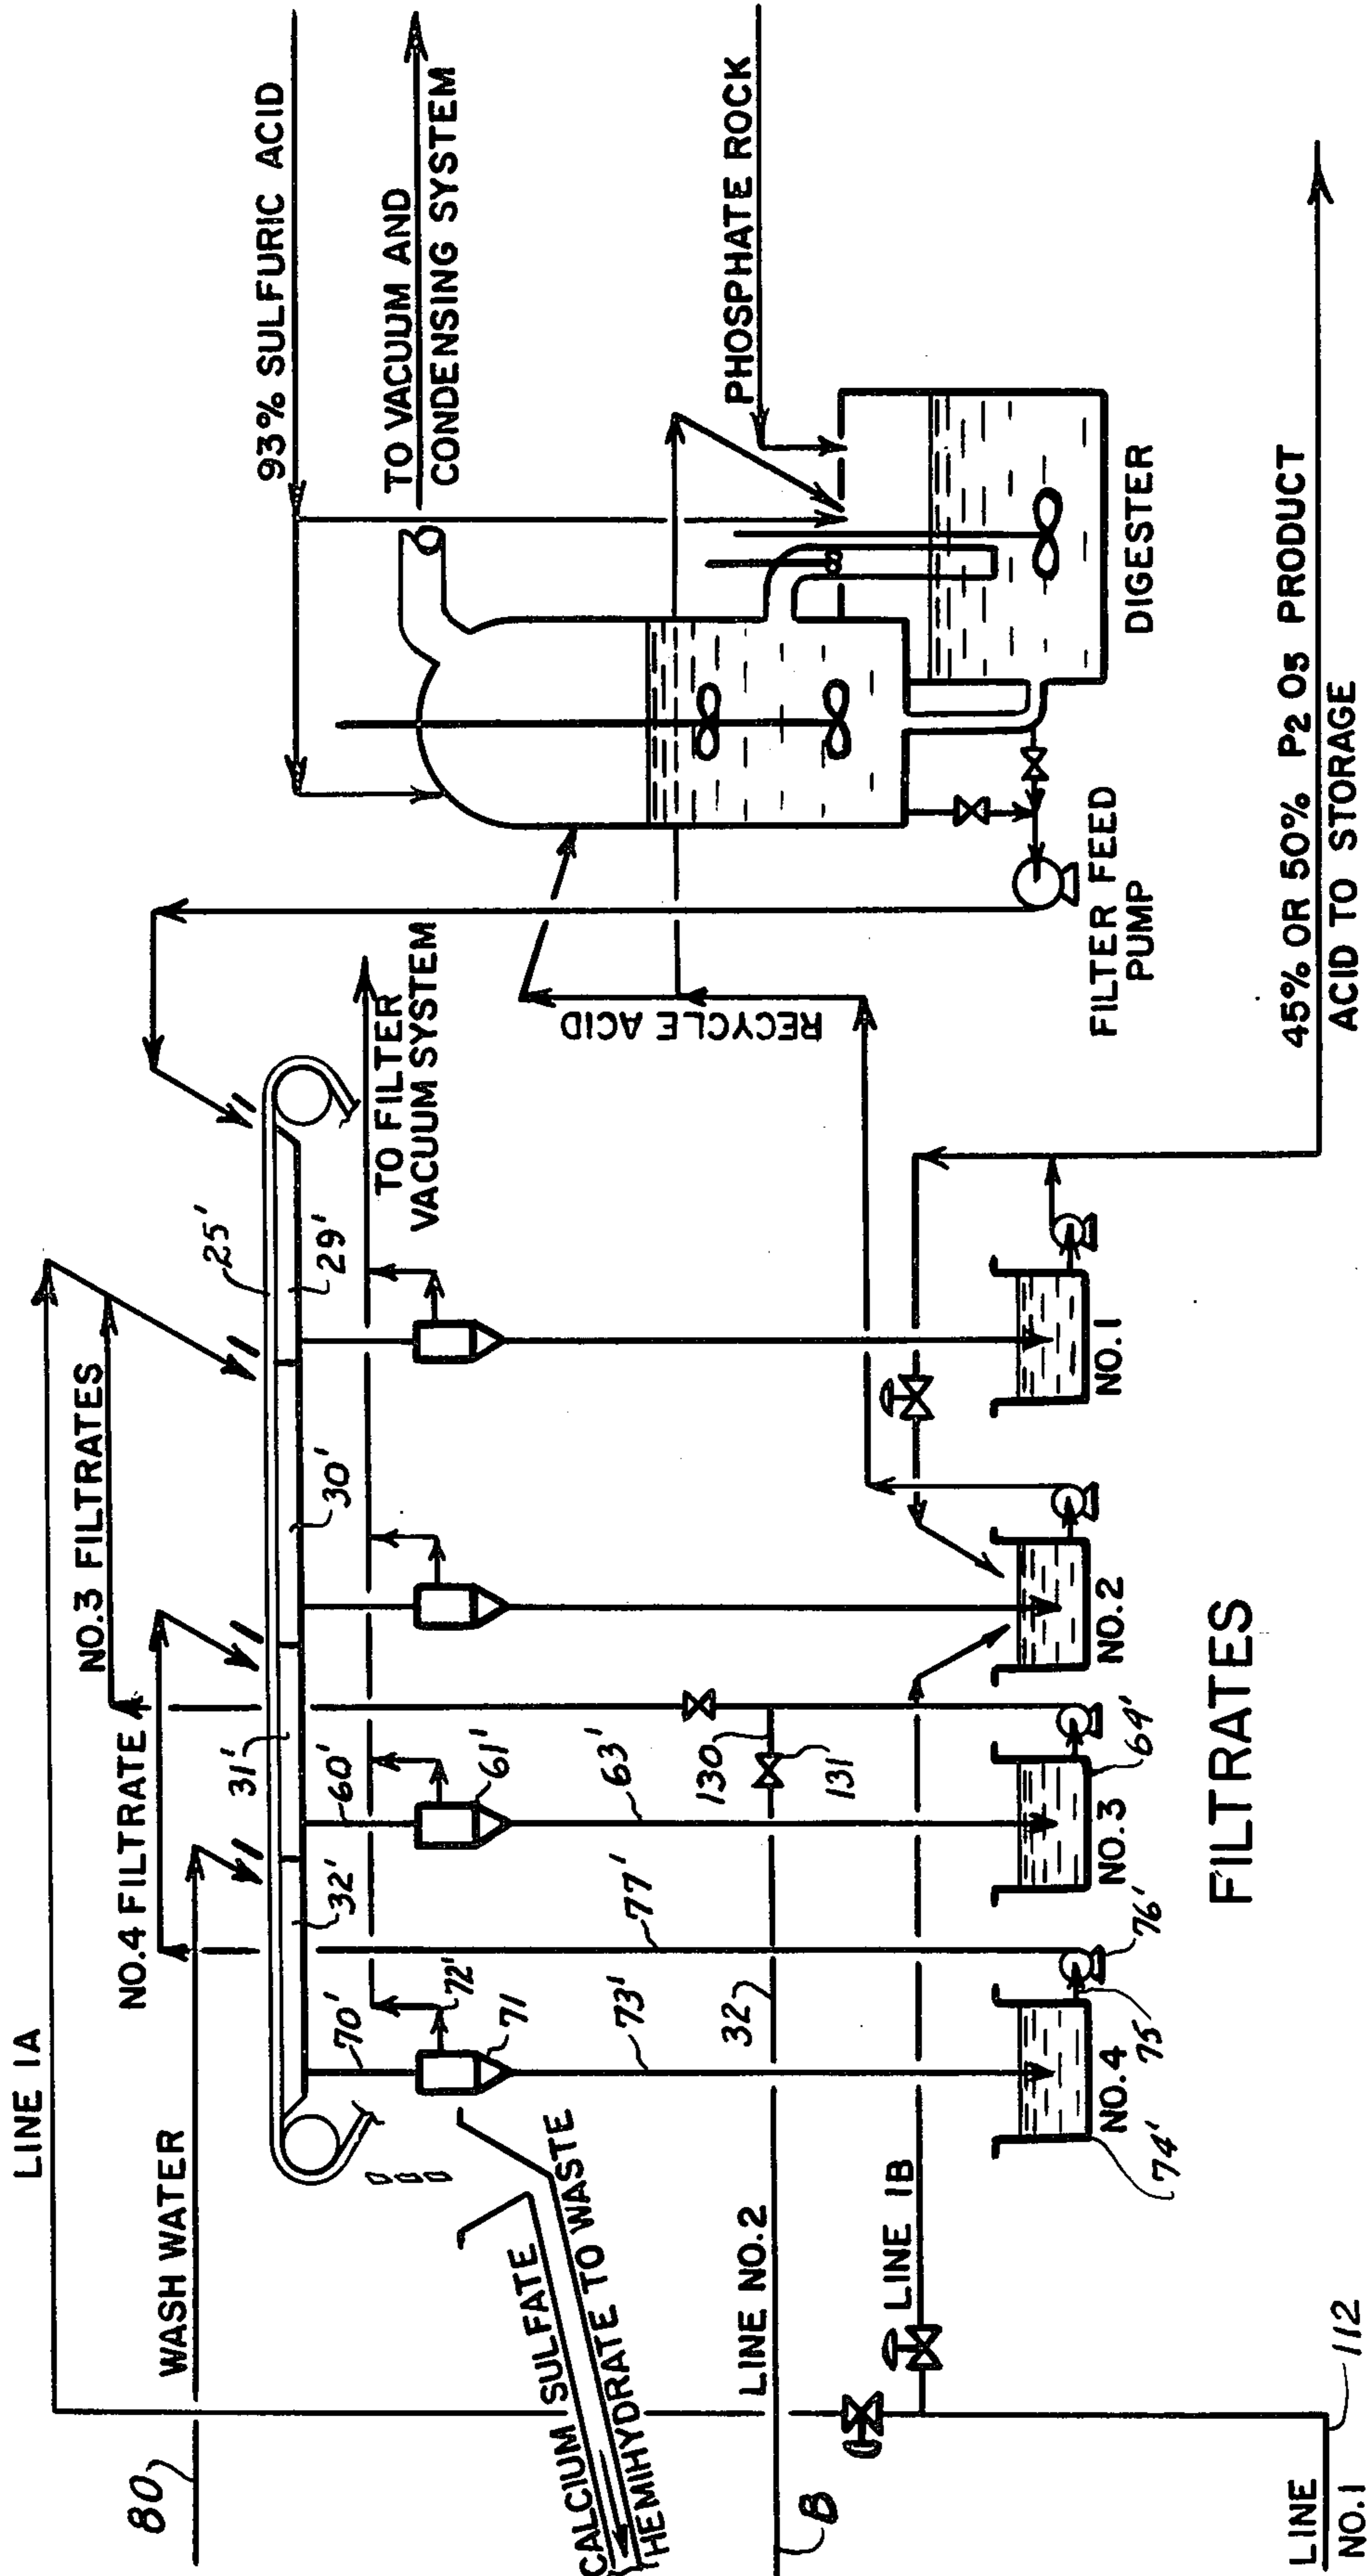 LINE 1A
NO.3 FILTRATES
NO.4 FILTRATE
WASH WATER
80
93% SULFURIC ACID
TO VACUUM AND
CONDENSING SYSTEM
25'
29'
30'
31'
32'
TO FILTER
VACUUM SYSTEM
60'
61'
63'
70'
72'
71
73'
77'
CALCIUM SULFATE
HEMIHYDRATE TO WASTE
RECYCLE ACID
PHOSPHATE ROCK
DIGESTER
FILTER FEED
PUMP
130
131
32
LINE NO.2
B
LINE 1B
NO.1
NO.2
NO.3
NO.4
64'
74'
75
76'
45% OR 50% P2 O5 PRODUCT
ACID TO STORAGE
FILTRATES
LINE
NO.1
112